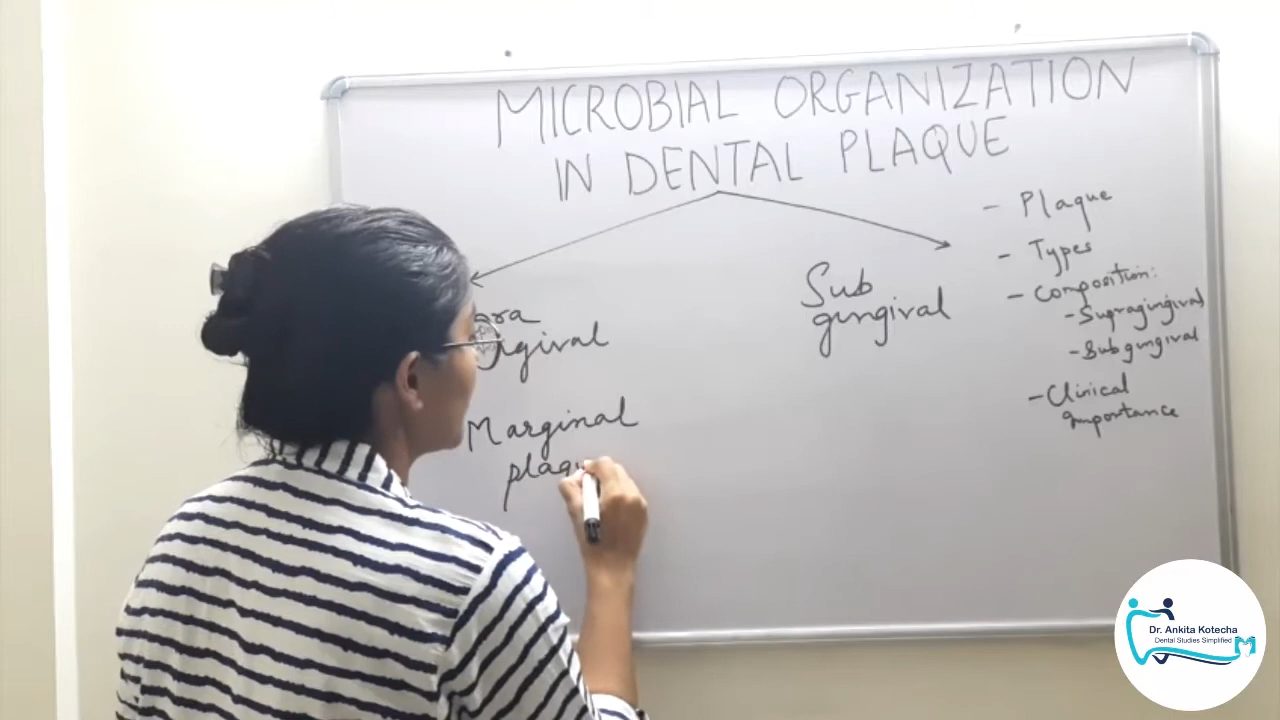 MICROBIAL ORGANIZATION
IN DENTAL PLAQUE
gingival
Marginal
Sub
gingival
- Plaque
- Types
- Composition:
- Supragingival
- Subgingival
- Clinical
importance
Dr. Ankita Kotecha
Dental Studies Simplified